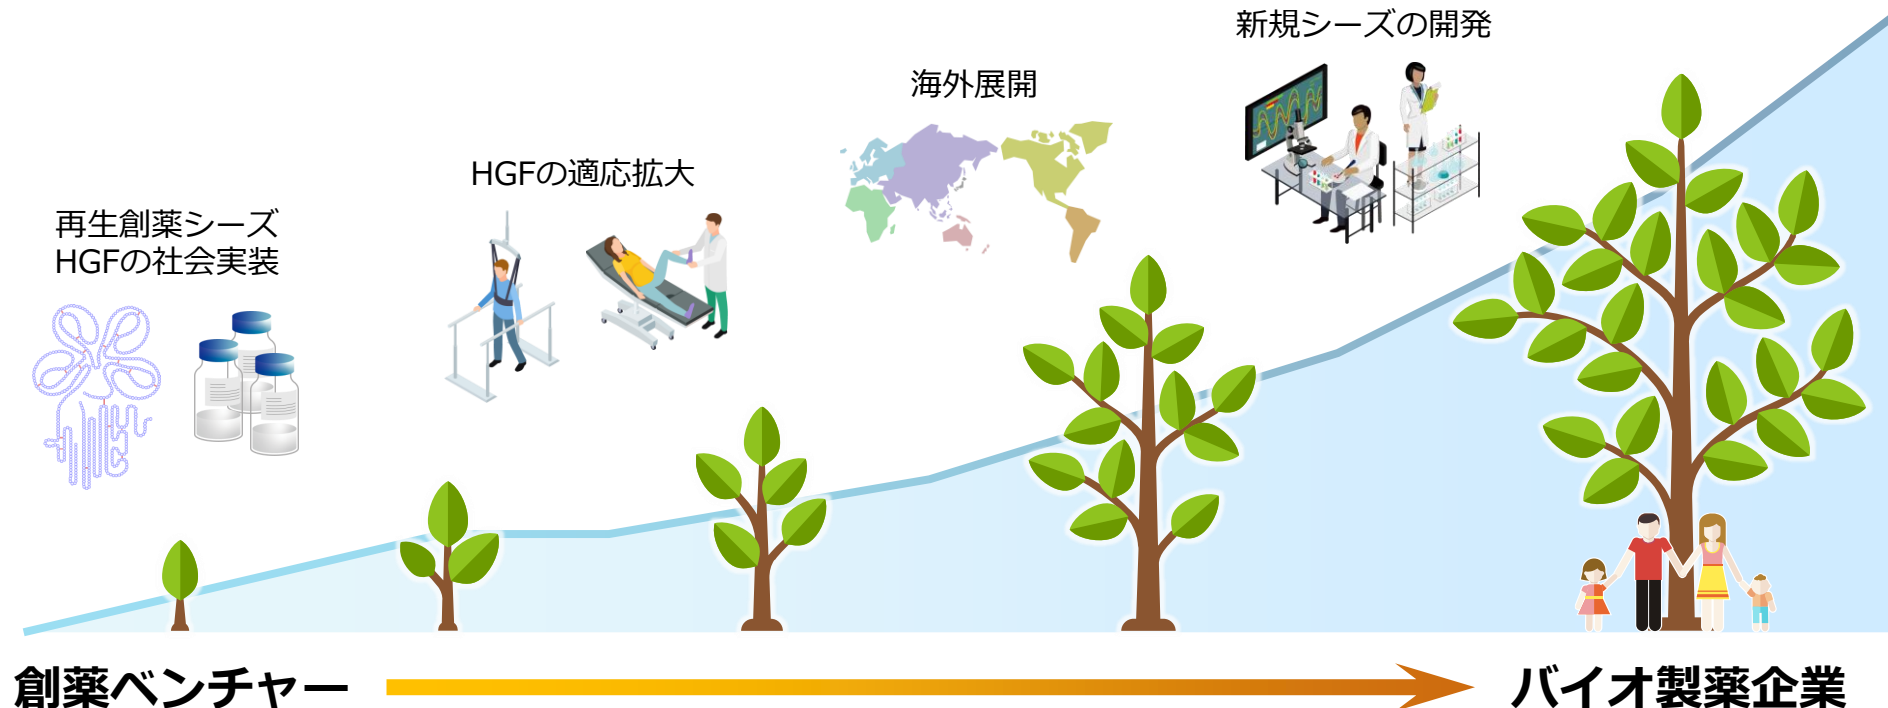 再生創薬シーズ
HGFの社会実装
HGFの適応拡大
海外展開
新規シーズの開発
創薬ベンチャー
バイオ製薬企業